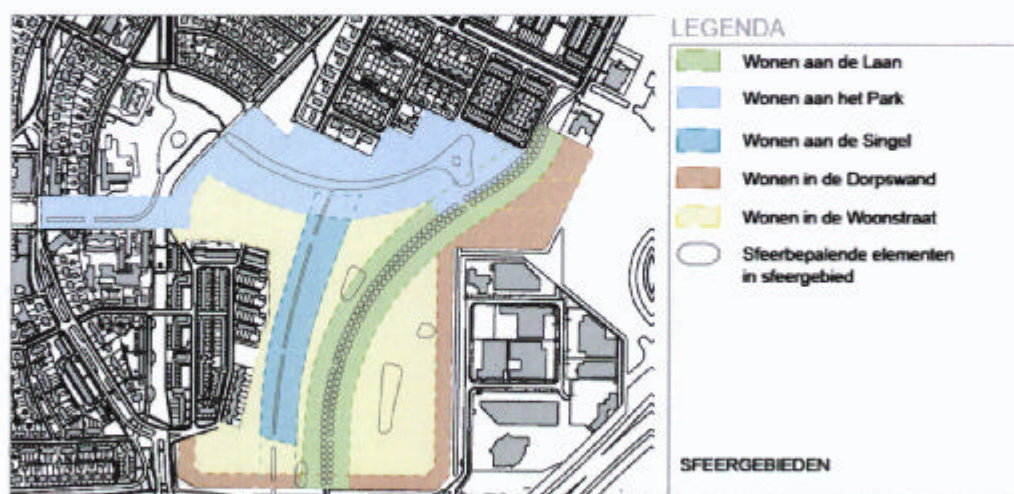 LEGENDA
Wonen aan de Laan
Wonen aan het Park
Wonen aan de Singel
Wonen in de Dorpswand
Wonen in de Woonstraat
Sfeerbepalende elementen
in sfeergebied
SFEERGEBIEDEN